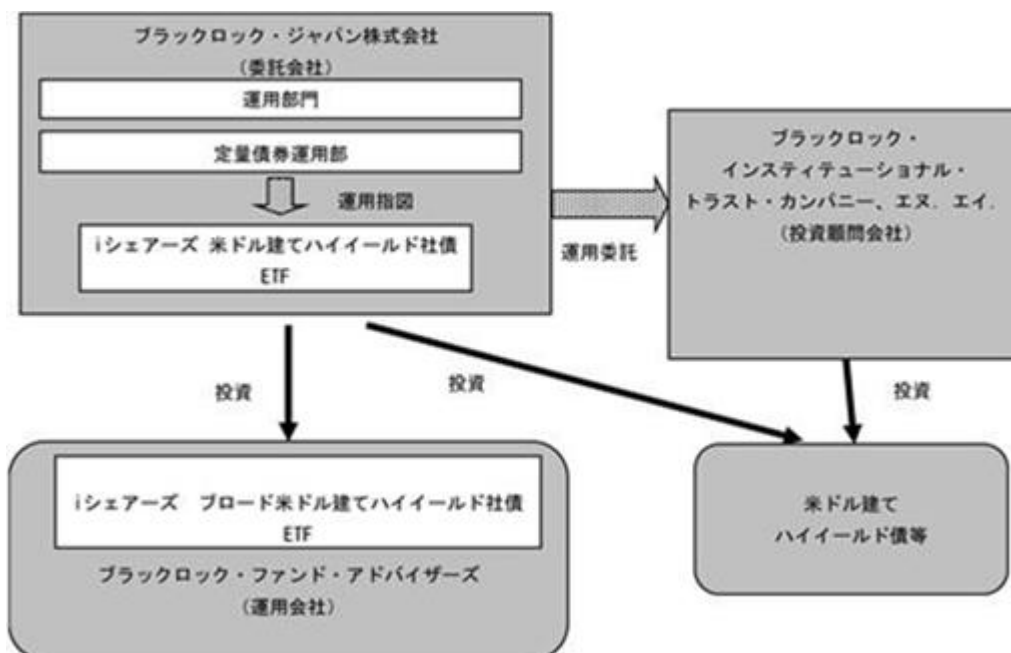 ブラックロック・ジャパン株式会社
(委託会社)
運用部門
定量債券運用部
運用指図
iシェアーズ 米ドル建てハイイールド社債
ETF
運用委託
ブラックロック・
インスティテューショナル・
トラスト・カンパニー、エヌ.エイ.
(投資顧問会社)
投資
投資
投資
iシェアーズ ブロード米ドル建てハイイールド社債
ETF
ブラックロック・ファンド・アドバイザーズ
(運用会社)
米ドル建て
ハイイールド債等